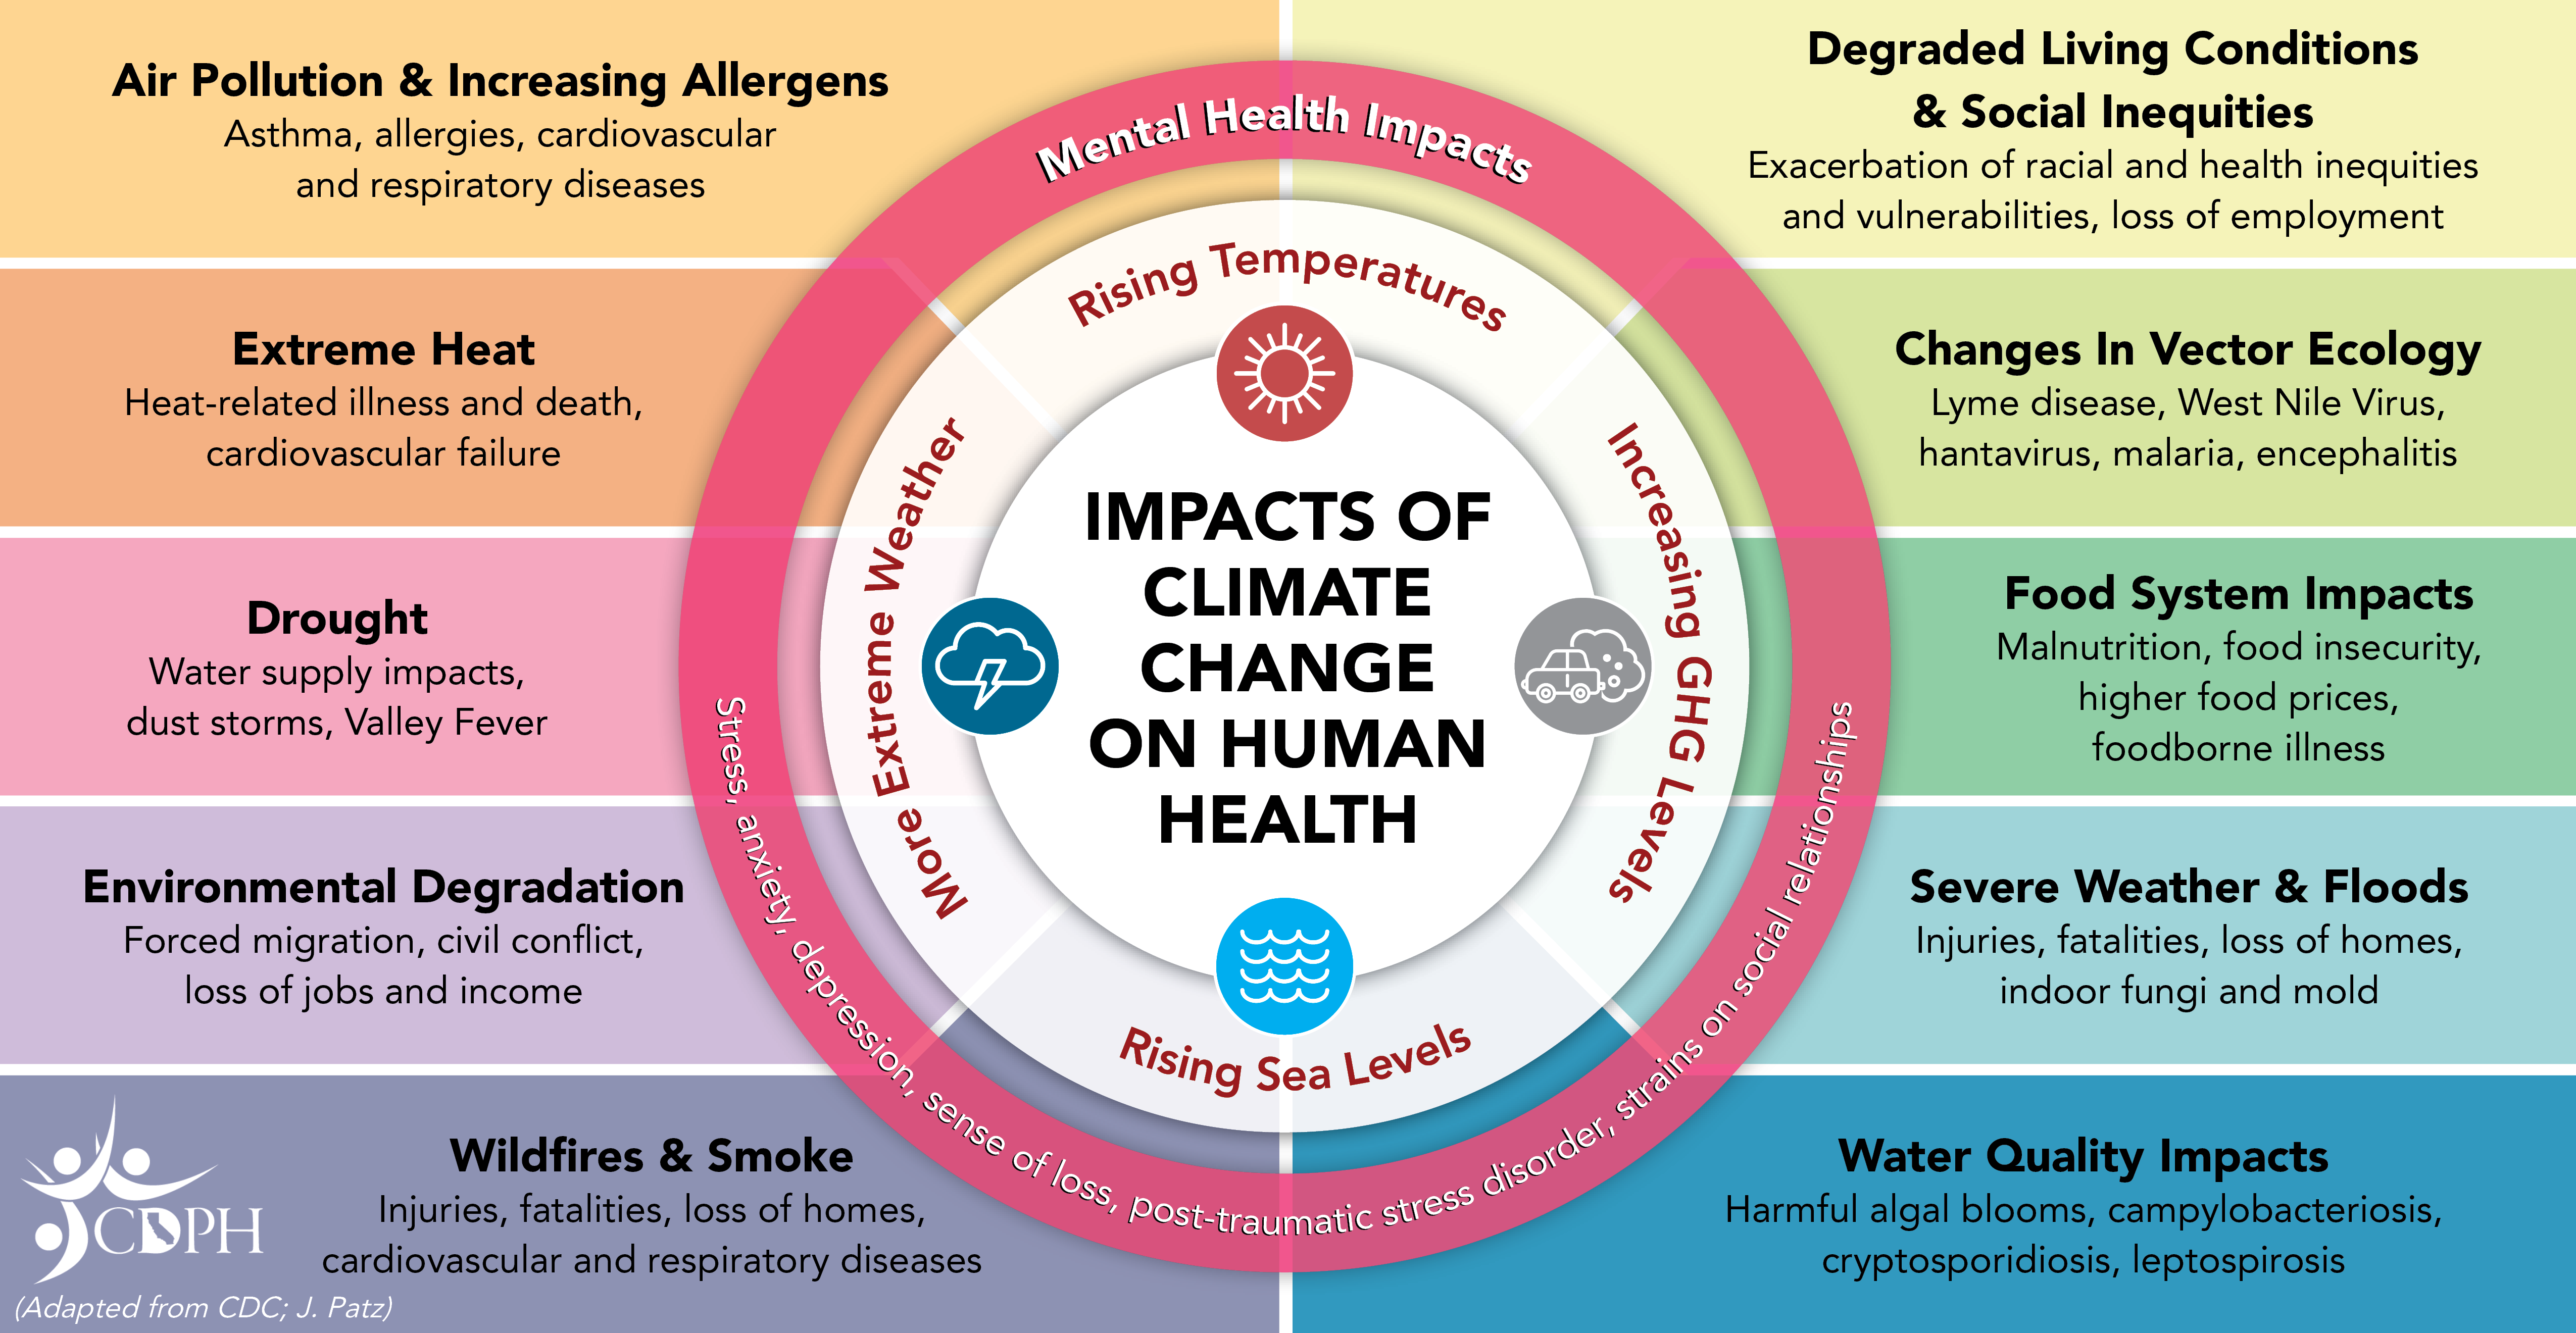 Air Pollution & Increasing Allergens
Asthma, allergies, cardiovascular
and respiratory diseases
Extreme Heat
Heat-related illness and death,
cardiovascular failure
Drought
Water supply impacts,
dust storms, Valley Fever
Environmental Degradation
Forced migration, civil conflict,
loss of jobs and income
Wildfires & Smoke
Injuries, fatalities, loss of homes,
cardiovascular and respiratory diseases
CDPH
(Adapted from CDC; J. Patz)
Mental Health Impacts
Rising Temperatures
More Extreme Weather
IMPACTS OF
CLIMATE
CHANGE
ON HUMAN
HEALTH
Increasing GHG Levels
Rising Sea Levels
Stress, anxiety, depression, sense of loss, post-traumatic stress disorder, strains on social relationships
Degraded Living Conditions
& Social Inequities
Exacerbation of racial and health inequities
and vulnerabilities, loss of employment
Changes In Vector Ecology
Lyme disease, West Nile Virus,
hantavirus, malaria, encephalitis
Food System Impacts
Malnutrition, food insecurity,
higher food prices,
foodborne illness
Severe Weather & Floods
Injuries, fatalities, loss of homes,
indoor fungi and mold
Water Quality Impacts
Harmful algal blooms, campylobacteriosis,
cryptosporidiosis, leptospirosis